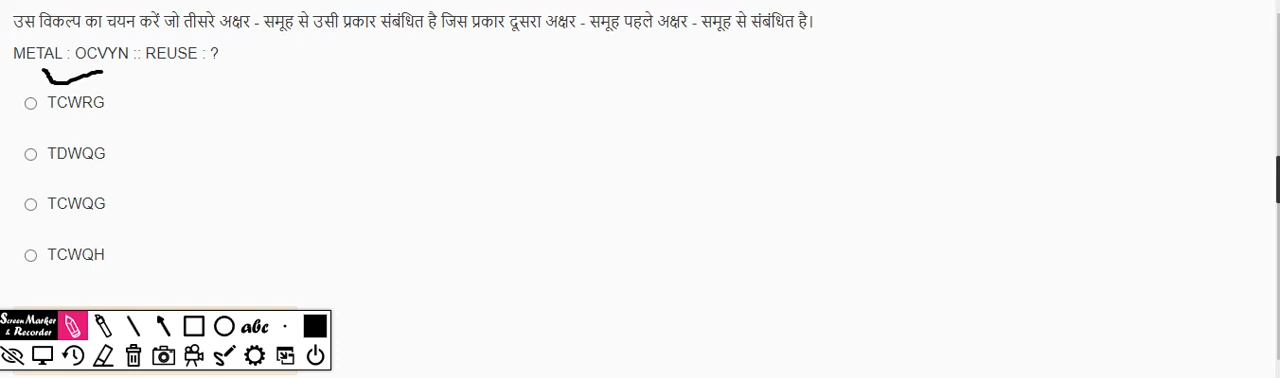 उस विकल्प का चयन करें जो तीसरे अक्षर - समूह से उसी प्रकार संबंधित है जिस प्रकार दूसरा अक्षर - समूह पहले अक्षर - समूह से संबंधित है।
METAL : OCVYN :: REUSE : ?
TCWRG
TDWQG
TCWQG
TCWQH
Screen Marker
& Recorder
abc